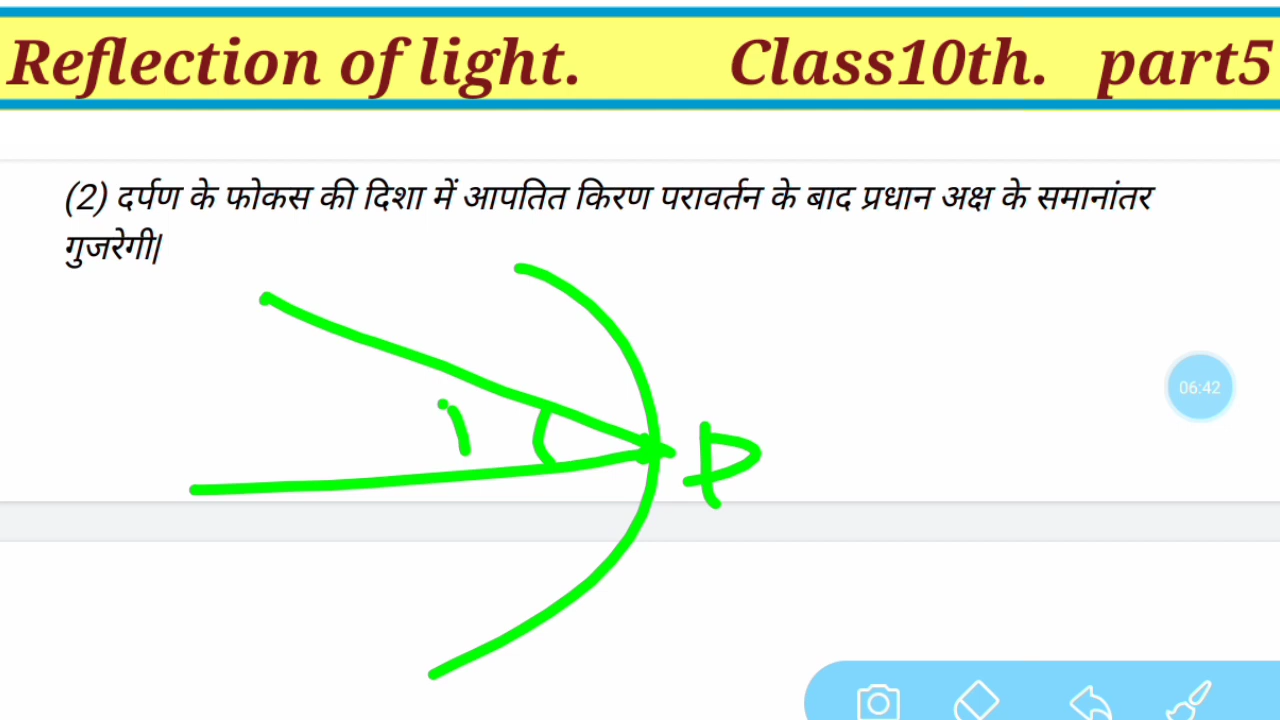 Reflection of light. Class10th. part5
(2) दर्पण के फोकस की दिशा में आपतित किरण परावर्तन के बाद प्रधान अक्ष के समानांतर
गुजरेगी|
06:42
i
P